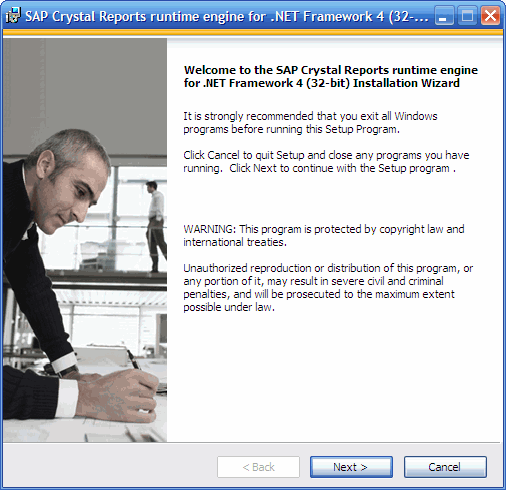 SAP Crystal Reports runtime engine for .NET Framework 4 (32-...
Welcome to the SAP Crystal Reports runtime engine
for .NET Framework 4 (32-bit) Installation Wizard
It is strongly recommended that you exit all Windows
programs before running this Setup Program.
Click Cancel to quit Setup and close any programs you have
running.  Click Next to continue with the Setup program .
WARNING: This program is protected by copyright law and
international treaties.
Unauthorized reproduction or distribution of this program, or
any portion of it, may result in severe civil and criminal
penalties, and will be prosecuted to the maximum extent
possible under law.
< Back
Next >
Cancel